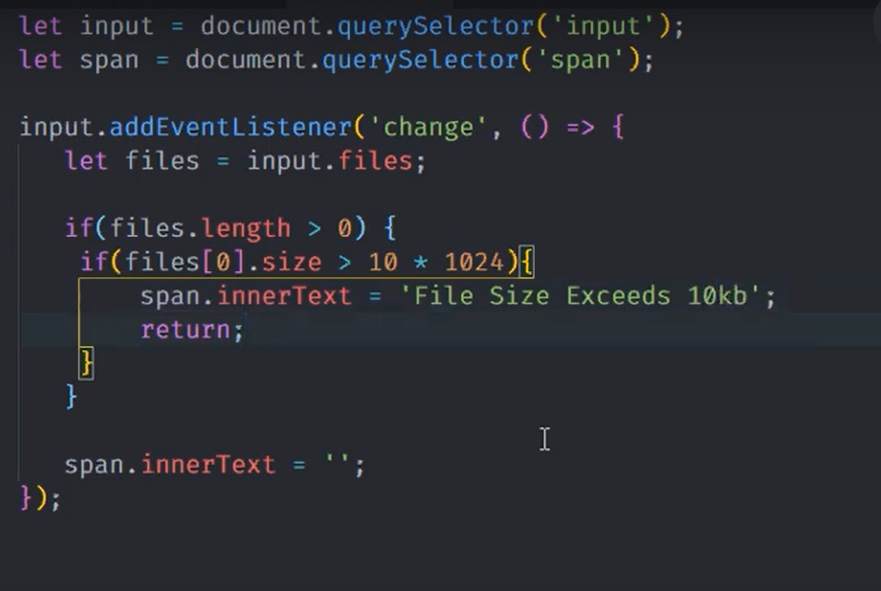 let input = document.querySelector('input');
let span = document.querySelector('span');
input.addEventListener('change', () => {
let files = input.files;
if(files.length > 0) {
if(files[0].size > 10 * 1024){
span.innerText = 'File Size Exceeds 10kb';
return;
}
}
span.innerText = '';
});